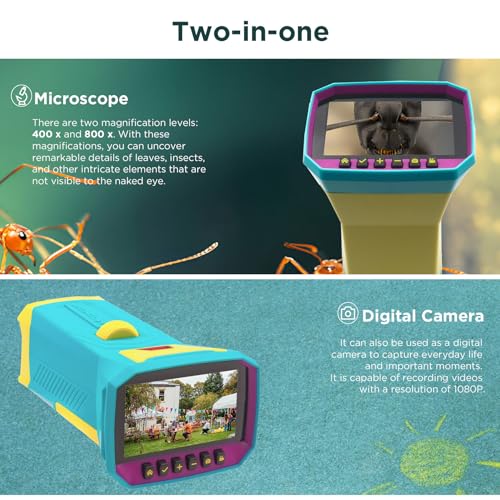 Two-in-one
Microscope
There are two magnification levels:
400 x and 800 x. With these
magnifications, you can uncover
remarkable details of leaves, insects,
and other intricate elements that are
not visible to the naked eye.
Digital Camera
It can also be used as a digital
camera to capture everyday life
and important moments.
It is capable of recording videos
with a resolution of 1080P.